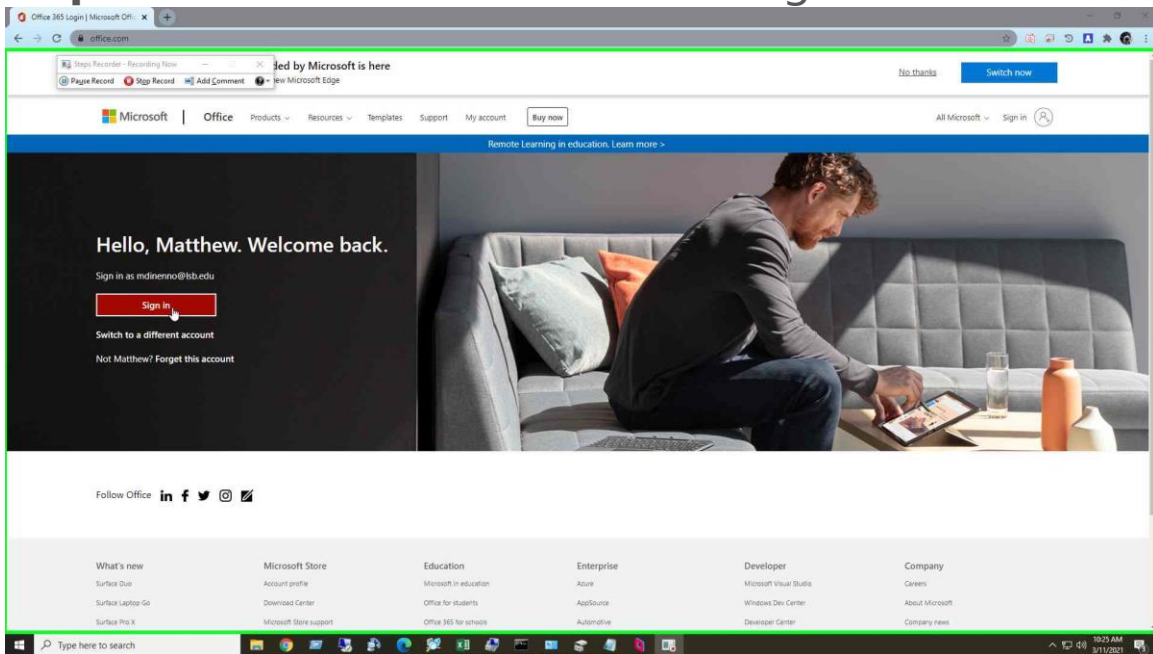 Office 365 Login | Microsoft Offi
office.com
Steps Recorder - Recording Now
ded by Microsoft is here
Pause Record Stop Record Add Comment
new Microsoft Edge
No thanks
Switch now
Microsoft | Office Products Resources Templates Support My account Buy now
All Microsoft Sign in
Remote Learning in education. Learn more >
Hello, Matthew. Welcome back.
Sign in as mdinenno@lsb.edu
Sign in
Switch to a different account
Not Matthew? Forget this account
Follow Office
What's new Microsoft Store Education Enterprise Developer Company
Surface Duo Account profile Microsoft in education Azure Microsoft Visual Studio Careers
Surface Laptop Go Download Center Office for students AppSource Windows Dev Center About Microsoft
Surface Pro X Microsoft Store support Office 365 for schools Automotive Developer Center Company news
Type here to search
10:25 AM
3/11/2021